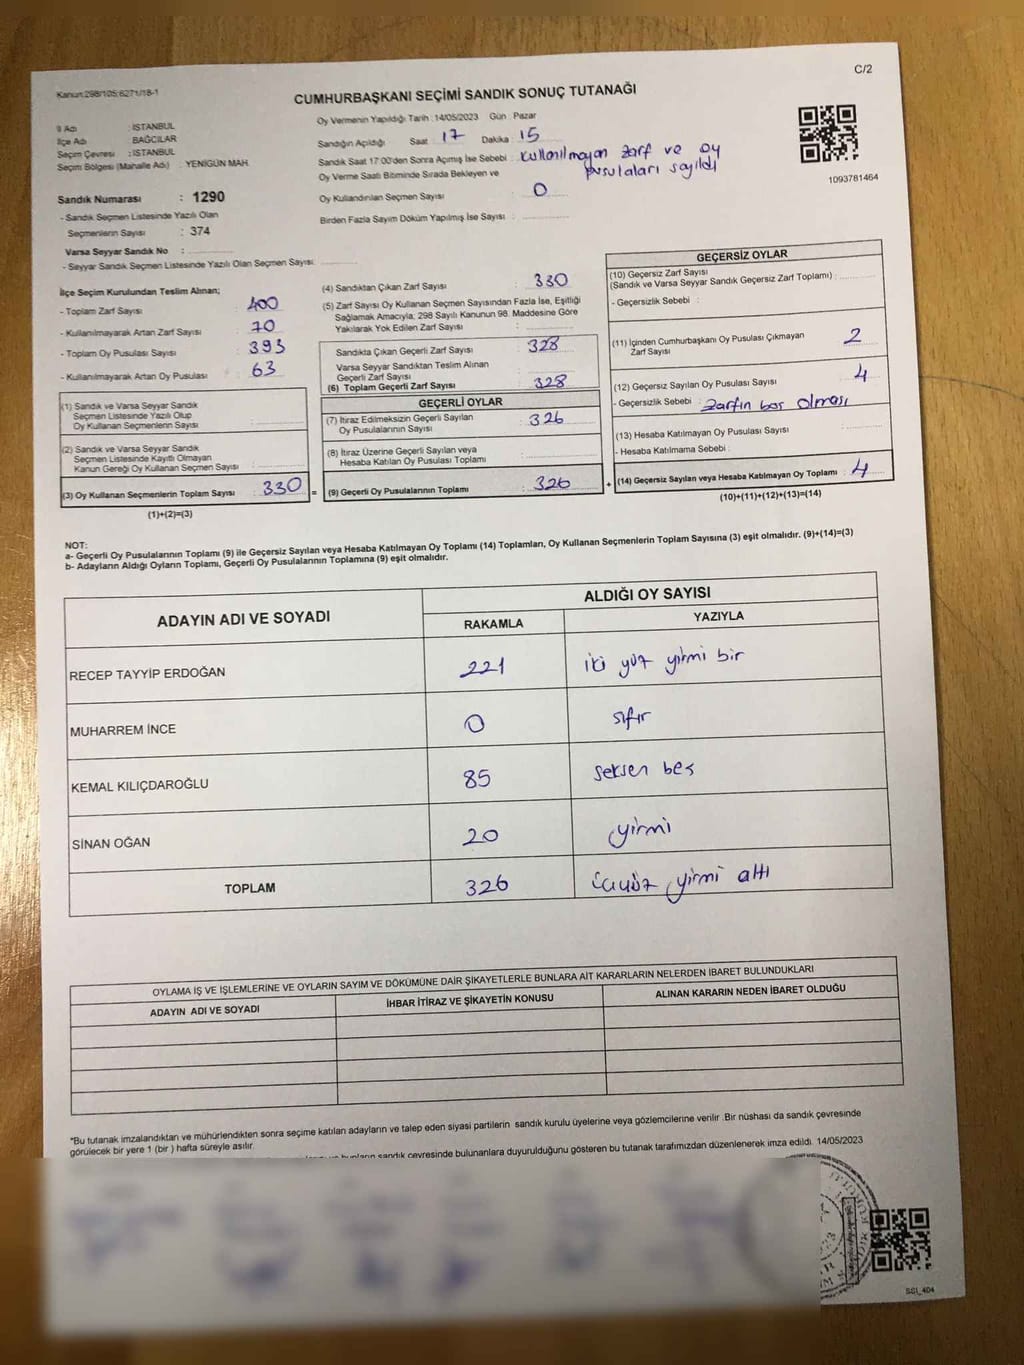 C/2
Kanun:298/105;6271/18-1
CUMHURBAŞKANI SEÇİMİ SANDIK SONUÇ TUTANAĞI
İl Adı : İSTANBUL
İlçe Adı : BAĞCILAR
Seçim Çevresi : İSTANBUL
Seçim Bölgesi (Mahalle Adı) : YENİGÜN MAH.
Sandık Numarası : 1290
- Sandık Seçmen Listesinde Yazılı Olan
Seçmenlerin Sayısı : 374
Varsa Seyyar Sandık No :
- Seyyar Sandık Seçmen Listesinde Yazılı Olan Seçmen Sayısı:
Oy Vermenin Yapıldığı Tarih : 14/05/2023 Gün : Pazar
Sandığın Açıldığı Saat : 17 Dakika : 15
Sandık Saat 17:00'den Sonra Açımış İse Sebebi : Kullanılmayan zarf ve oy
pusulaları sayıldı
Oy Verme Saati Bitiminde Sırada Bekleyen ve
Oy Kullandırılan Seçmen Sayısı : 0
Birden Fazla Sayım Döküm Yapılmış İse Sayısı :
1093781464
İlçe Seçim Kurulundan Teslim Alınan;
- Toplam Zarf Sayısı : 400
- Kullanılmayarak Artan Zarf Sayısı : 70
- Toplam Oy Pusulası Sayısı : 393
- Kullanılmayarak Artan Oy Pusulası : 63
(1) Sandık ve Varsa Seyyar Sandık
Seçmen Listesinde Yazılı Olup
Oy Kullanan Seçmenlerin Sayısı :
(2) Sandık ve Varsa Seyyar Sandık
Seçmen Listesinde Kayıtlı Olmayan
Kanun Gereği Oy Kullanan Seçmen Sayısı :
(3) Oy Kullanan Seçmenlerin Toplam Sayısı : 330 =
(1)+(2)=(3)
(4) Sandıktan Çıkan Zarf Sayısı : 330
(5) Zarf Sayısı Oy Kullanan Seçmen Sayısından Fazla İse, Eşitliği
Sağlamak Amacıyla, 298 Sayılı Kanunun 98. Maddesine Göre
Yakılarak Yok Edilen Zarf Sayısı :
Sandıkta Çıkan Geçerli Zarf Sayısı : 328
Varsa Seyyar Sandıktan Teslim Alınan
Geçerli Zarf Sayısı :
(6) Toplam Geçerli Zarf Sayısı : 328
GEÇERLİ OYLAR
(7) İtiraz Edilmeksizin Geçerli Sayılan
Oy Pusulalarının Sayısı : 326
(8) İtiraz Üzerine Geçerli Sayılan veya
Hesaba Katılan Oy Pusulası Toplamı :
(9) Geçerli Oy Pusulalarının Toplamı : 326 +
GEÇERSİZ OYLAR
(10) Geçersiz Zarf Sayısı
(Sandık ve Varsa Seyyar Sandık Geçersiz Zarf Toplamı) :
- Geçersizlik Sebebi :
(11) İçinden Cumhurbaşkanı Oy Pusulası Çıkmayan
Zarf Sayısı : 2
(12) Geçersiz Sayılan Oy Pusulası Sayısı : 4
- Geçersizlik Sebebi : Zarfın boş olması
(13) Hesaba Katılmayan Oy Pusulası Sayısı :
- Hesaba Katılmama Sebebi :
(14) Geçersiz Sayılan veya Hesaba Katılmayan Oy Toplamı : 4
(10)+(11)+(12)+(13)=(14)
NOT:
a- Geçerli Oy Pusulalarının Toplamı (9) ile Geçersiz Sayılan veya Hesaba Katılmayan Oy Toplamı (14) Toplamları, Oy Kullanan Seçmenlerin Toplam Sayısına (3) eşit olmalıdır. (9)+(14)=(3)
b- Adayların Aldığı Oyların Toplamı, Geçerli Oy Pusulalarının Toplamına (9) eşit olmalıdır.
ADAYIN ADI VE SOYADI ALDIĞI OY SAYISI
RAKAMLA YAZIYLA
RECEP TAYYİP ERDOĞAN 221 iki yüz yirmi bir
MUHARREM İNCE 0 sıfır
KEMAL KILIÇDAROĞLU 85 seksen beş
SİNAN OĞAN 20 yirmi
TOPLAM 326 üçyüz yirmi altı
OYLAMA İŞ VE İŞLEMLERİNE VE OYLARIN SAYIM VE DÖKÜMÜNE DAİR ŞİKAYETLERLE BUNLARA AİT KARARLARIN NELERDEN İBARET BULUNDUKLARI
ADAYIN ADI VE SOYADI İHBAR İTİRAZ VE ŞİKAYETİN KONUSU ALINAN KARARIN NEDEN İBARET OLDUĞU
*Bu tutanak imzalandıktan ve mühürlendikten sonra seçime katılan adayların ve talep eden siyasi partilerin sandık kurulu üyelerine veya gözlemcilerine verilir .Bir nüshası da sandık çevresinde
görülecek bir yere 1 (bir ) hafta süreyle asılır.
bunların sandık çevresinde bulunanlara duyurulduğunu gösteren bu tutanak tarafımızdan düzenlenerek imza edildi. 14/05/2023
SSI_404